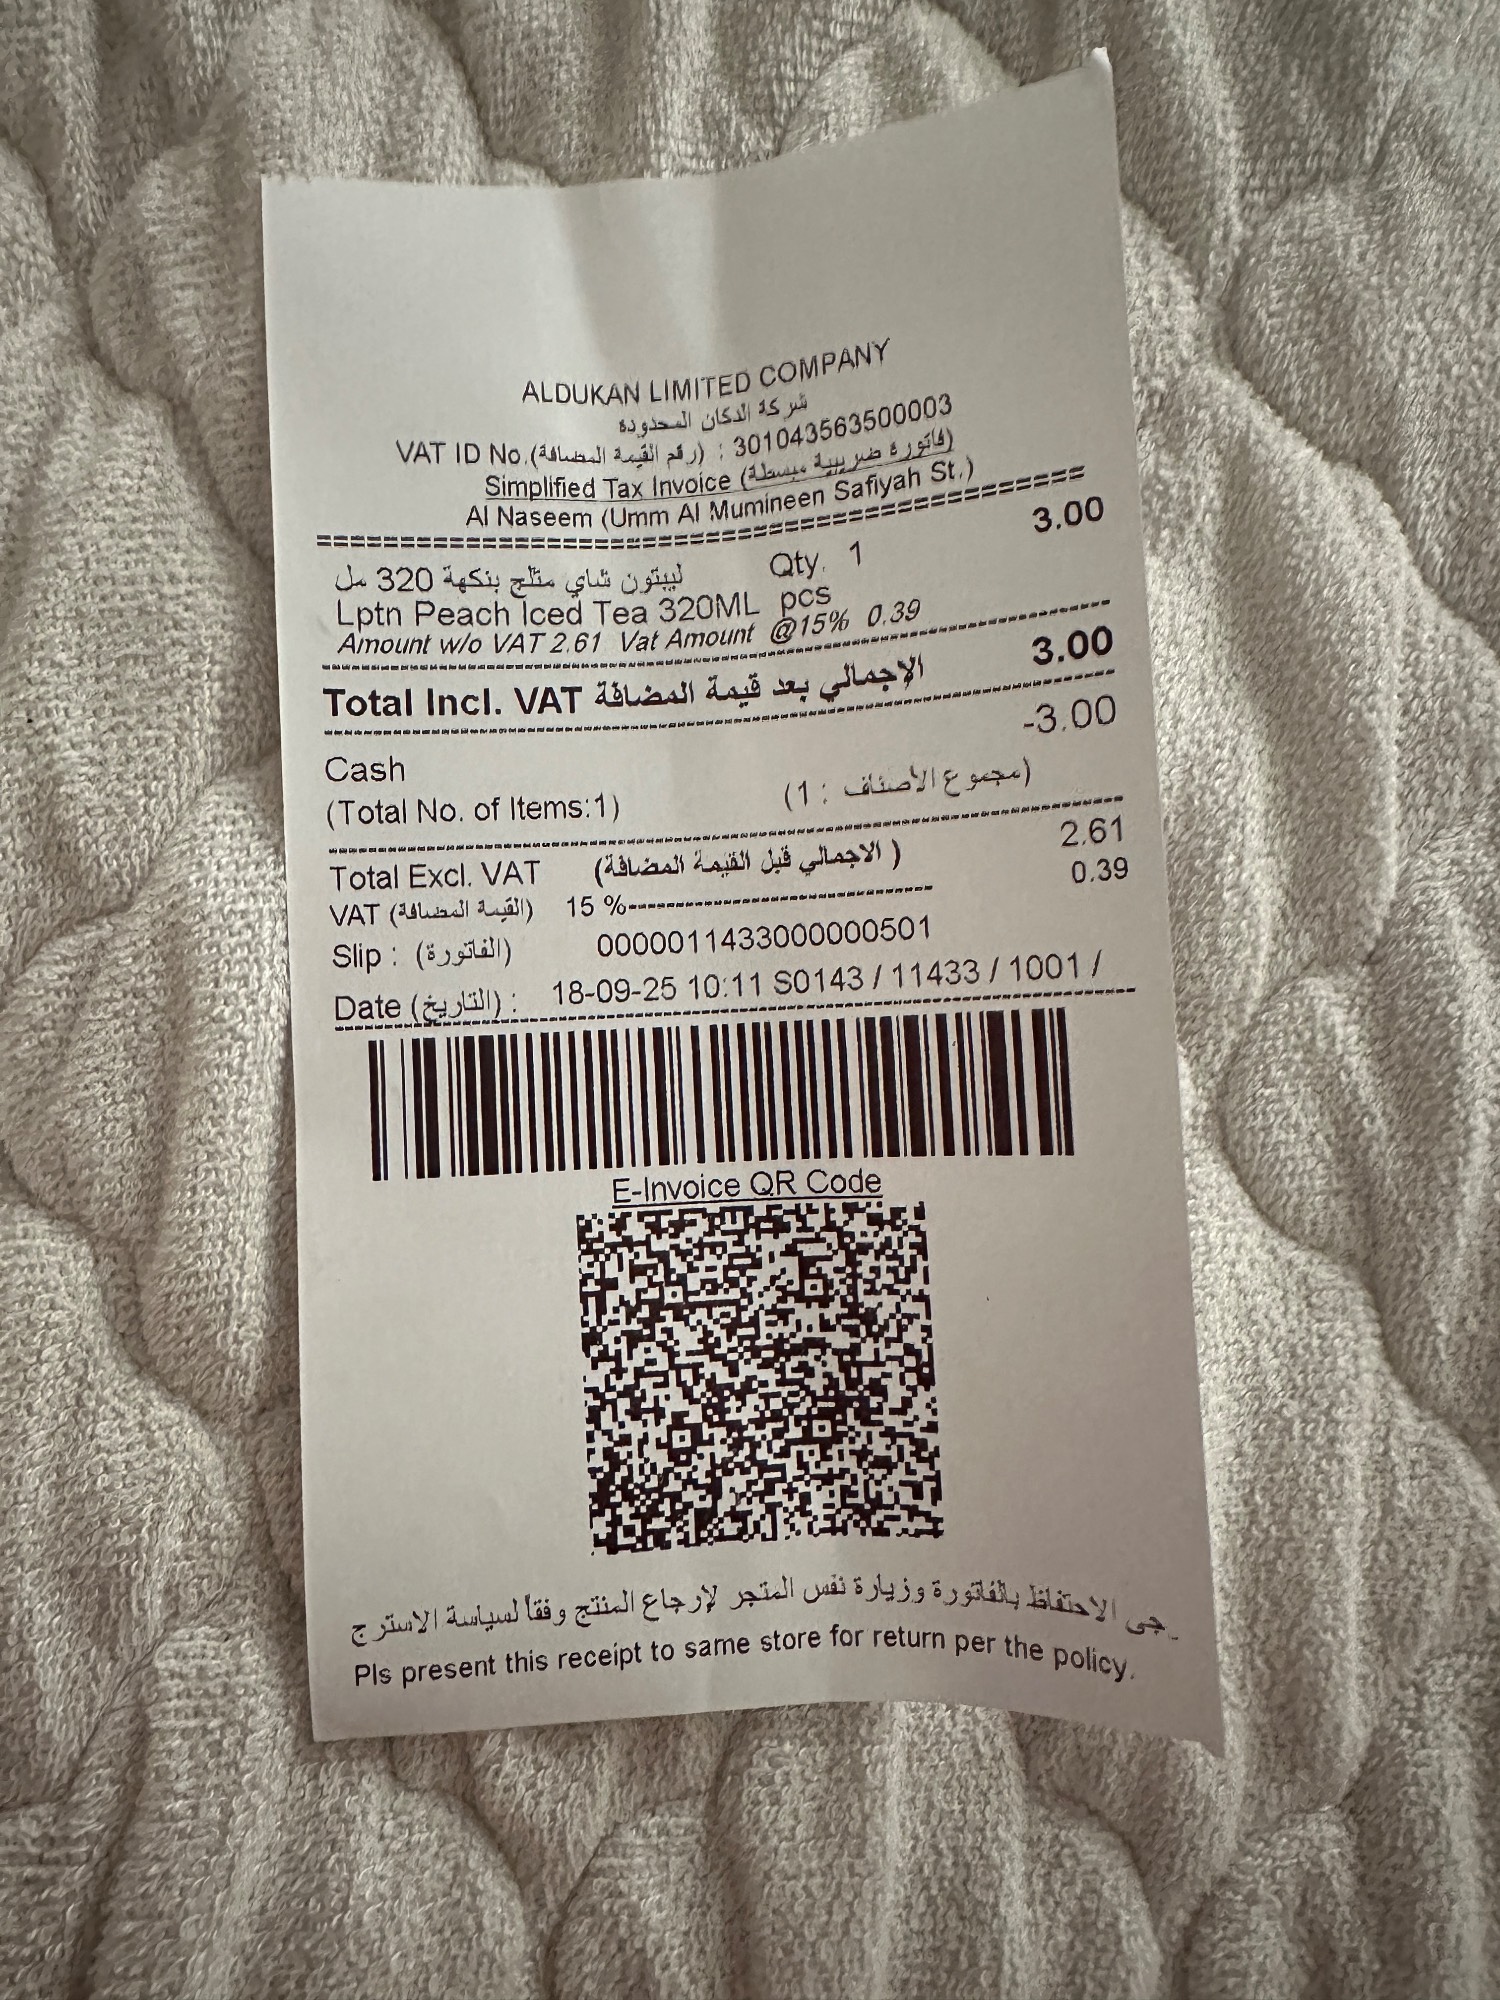 ALDUKAN LIMITED COMPANY
شركة الدكان المحدودة
VAT ID No.(رقم القيمة المضافة) : 301043563500003
Simplified Tax Invoice (فاتورة ضريبية مبسطة)
Al Naseem (Umm Al Mumineen Safiyah St.)
ليبتون شاي مثلج بنكهة 320 مل Qty. 1 3.00
Lptn Peach Iced Tea 320ML pcs
Amount w/o VAT 2.61 Vat Amount @15% 0.39
Total Incl. VAT الاجمالي بعد قيمة المضافة 3.00
Cash -3.00
(Total No. of Items:1) (مجموع الأصناف : 1)
Total Excl. VAT (الاجمالي قبل القيمة المضافة ) 2.61
VAT (القيمة المضافة) 15 % 0.39
Slip : (الفاتورة) 0000011433000000501
Date (التاريخ) : 18-09-25 10:11 S0143 / 11433 / 1001 /
E-Invoice QR Code
رجى الاحتفاظ بالفاتورة وزيارة نفس المتجر لإرجاع المنتج وفقا لسياسة الاسترج
Pls present this receipt to same store for return per the policy.